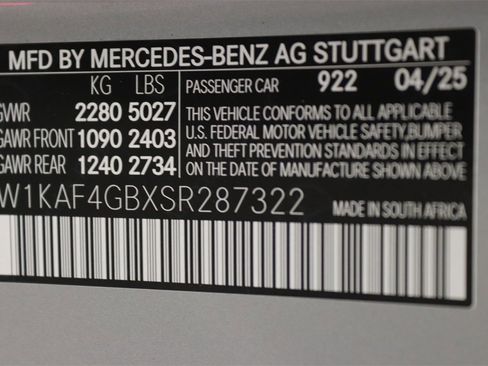 MFD BY MERCEDES-BENZ AG STUTTGART
KG LBS PASSENGER CAR 922 04/25
GVWR 2280 5027 THIS VEHICLE CONFORMS TO ALL APPLICABLE
GAWR FRONT 1090 2403 U.S. FEDERAL MOTOR VEHICLE SAFETY, BUMPER
GAWR REAR 1240 2734 AND THEFT PREVENTION STANDARDS IN EFFECT
ON THE DATE OF MANUFACTURE SHOWN ABOVE.
W1KAF4GBXSR287322 MADE IN SOUTH AFRICA